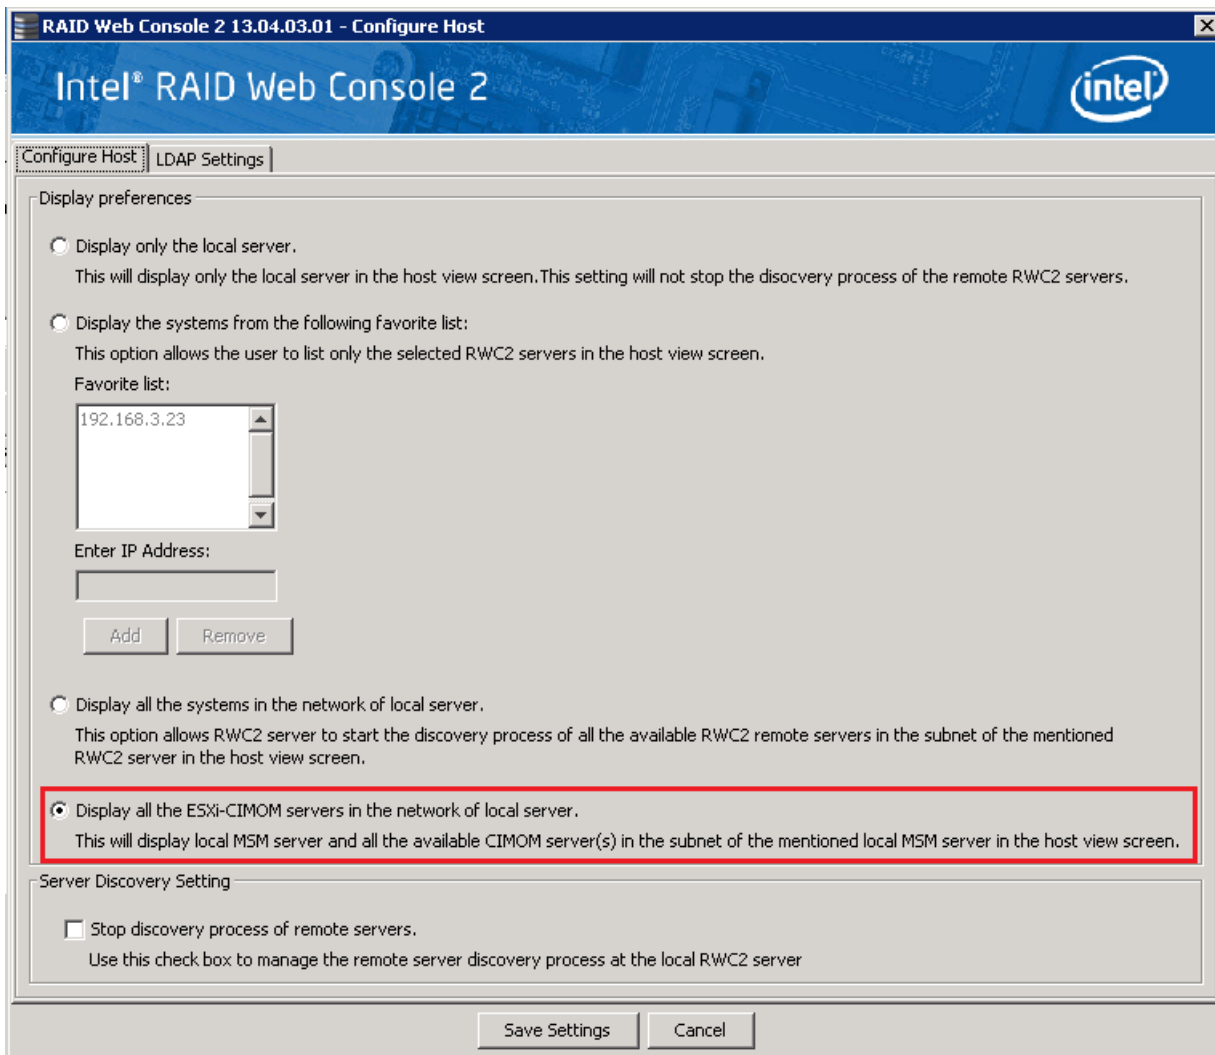 RAID Web Console 2 13.04.03.01 - Configure Host
Intel® RAID Web Console 2
intel
Configure Host
LDAP Settings
Display preferences
Display only the local server.
This will display only the local server in the host view screen.This setting will not stop the disocvery process of the remote RWC2 servers.
Display the systems from the following favorite list:
This option allows the user to list only the selected RWC2 servers in the host view screen.
Favorite list:
192.168.3.23
Enter IP Address:
Add
Remove
Display all the systems in the network of local server.
This option allows RWC2 server to start the discovery process of all the available RWC2 remote servers in the subnet of the mentioned
RWC2 server in the host view screen.
Display all the ESXi-CIMOM servers in the network of local server.
This will display local MSM server and all the available CIMOM server(s) in the subnet of the mentioned local MSM server in the host view screen.
Server Discovery Setting
Stop discovery process of remote servers.
Use this check box to manage the remote server discovery process at the local RWC2 server
Save Settings
Cancel